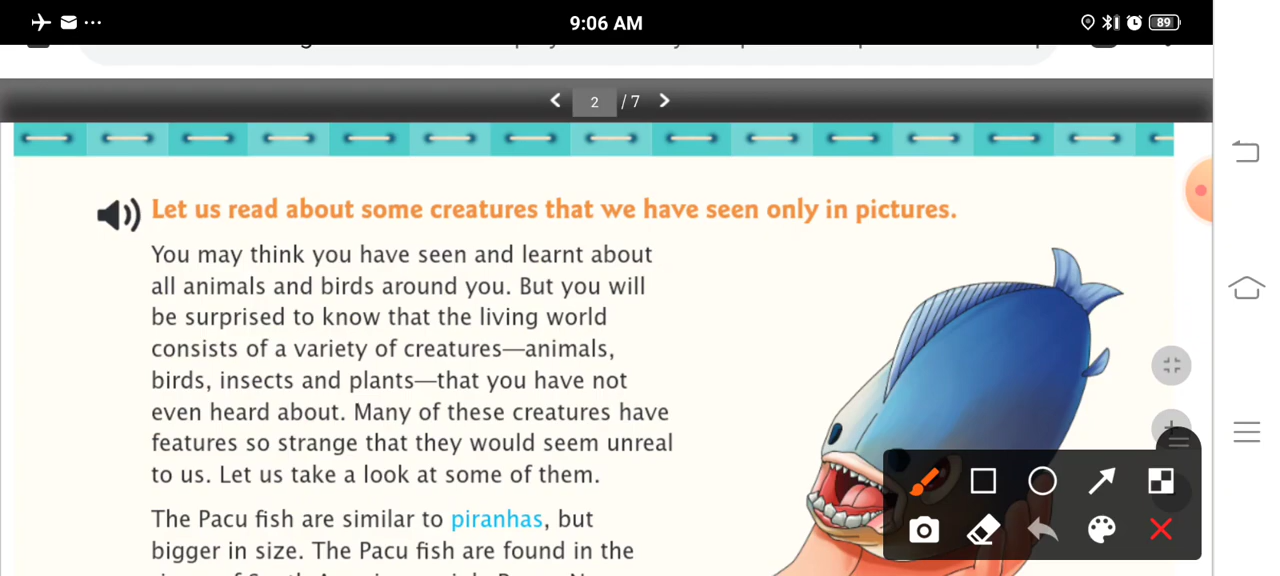 9:06 AM
89
2 / 7
Let us read about some creatures that we have seen only in pictures.
You may think you have seen and learnt about
all animals and birds around you. But you will
be surprised to know that the living world
consists of a variety of creatures—animals,
birds, insects and plants—that you have not
even heard about. Many of these creatures have
features so strange that they would seem unreal
to us. Let us take a look at some of them.
The Pacu fish are similar to piranhas, but
bigger in size. The Pacu fish are found in the